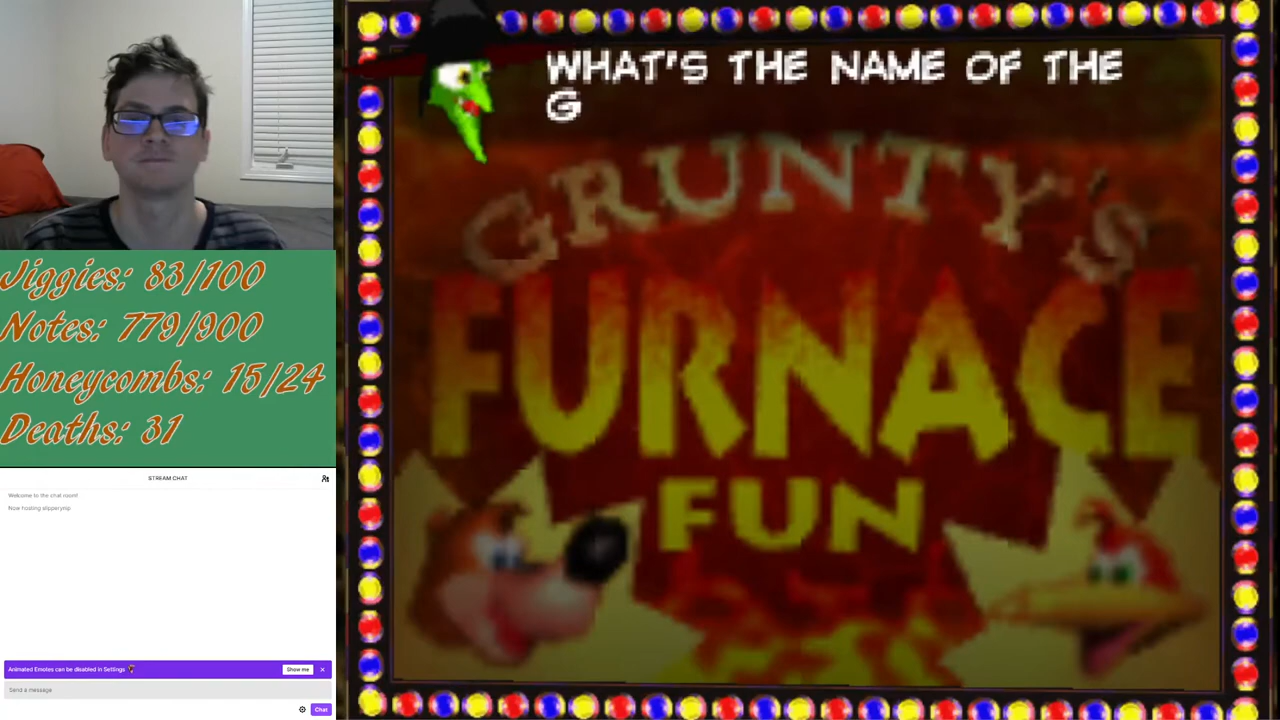 WHAT'S THE NAME OF THE
G
GRUNTY'S
FURNACE
FUN
Jiggies: 83/100
Notes: 779/900
Honeycombs: 15/24
Deaths: 31
STREAM CHAT
Welcome to the chat room!
Now hosting slipperynip
Animated Emotes can be disabled in Settings
Show me
Send a message
Chat